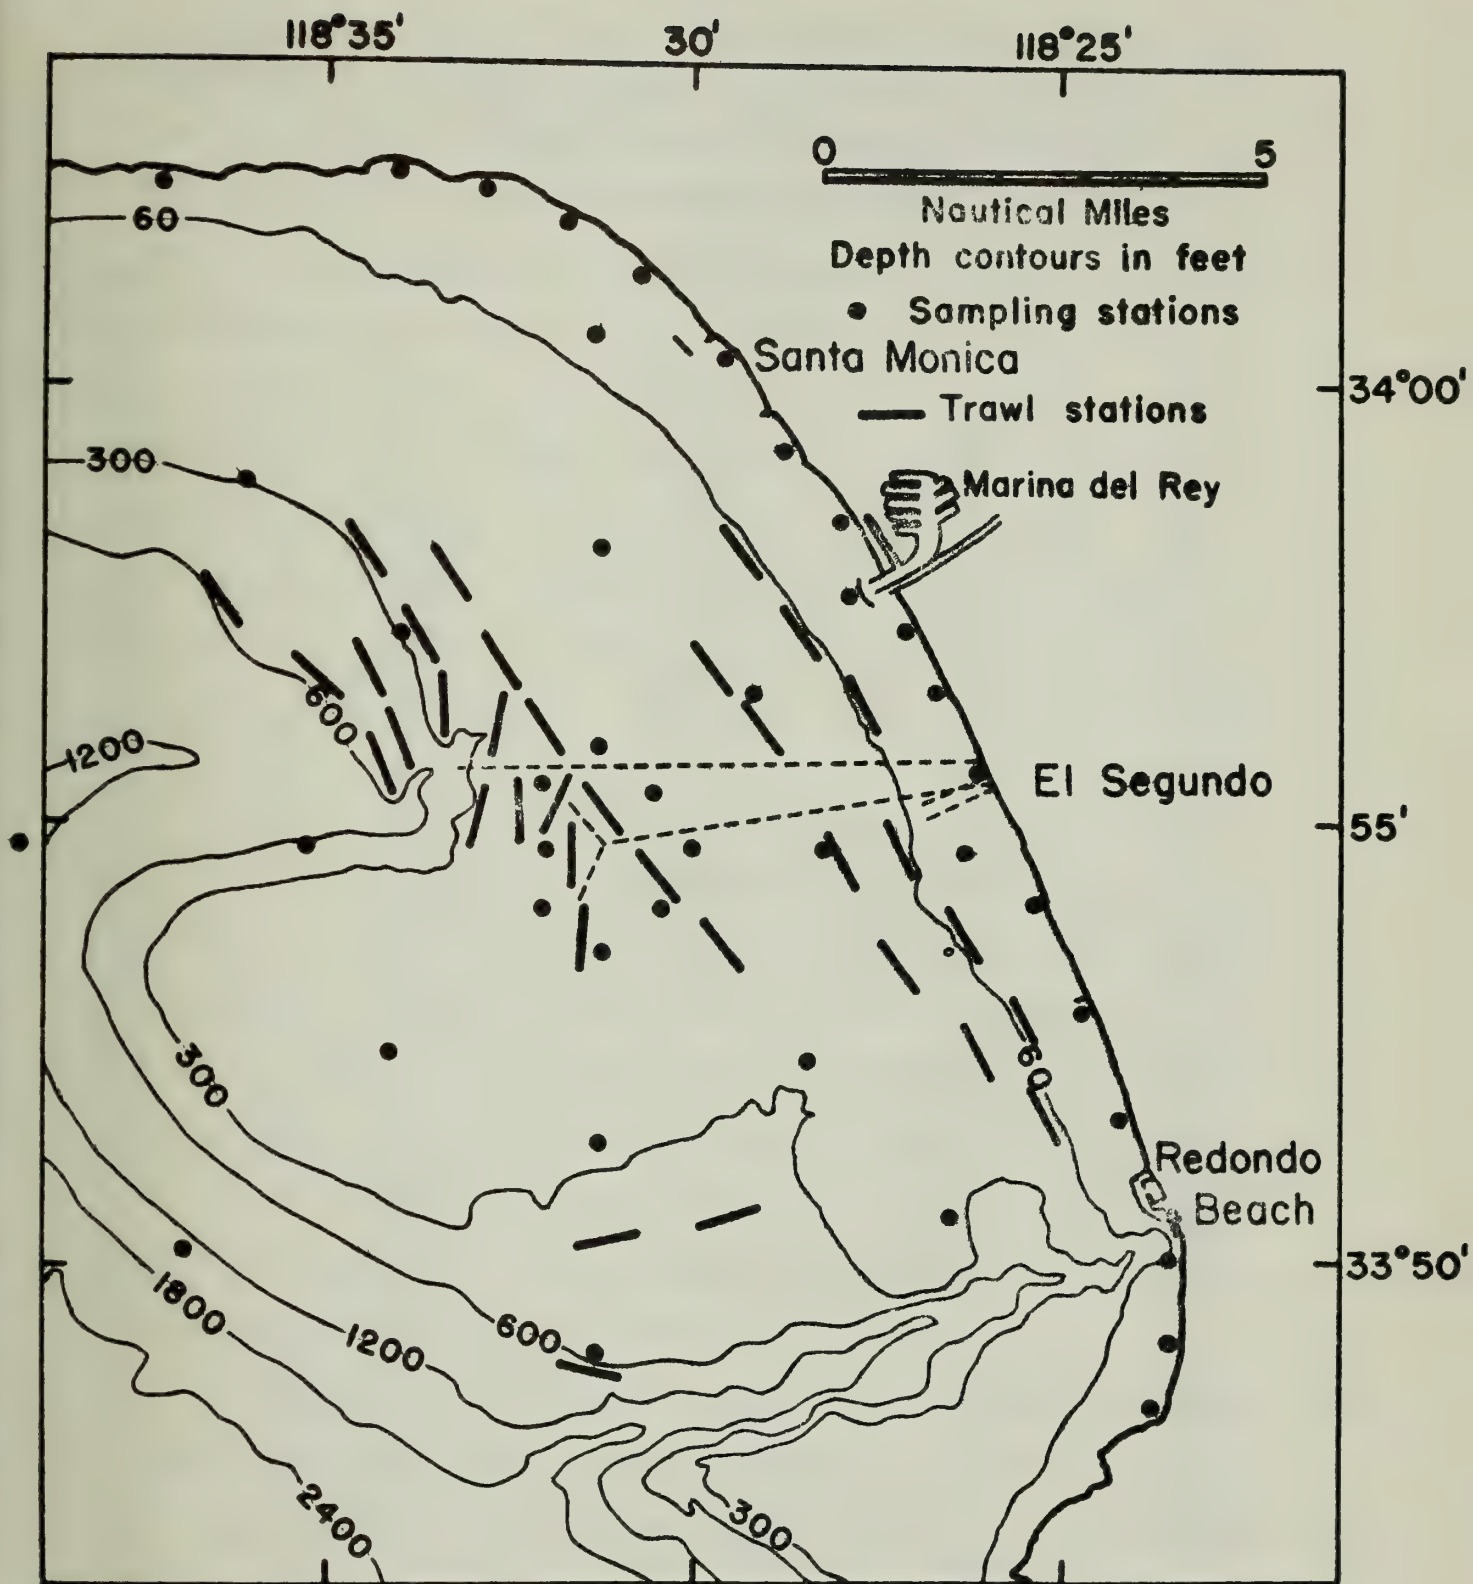 118°35'
30'
118°25'
0
5
Nautical Miles
Depth contours in feet
Sampling stations
Santa Monica
34°00'
Trawl stations
Marina del Rey
60
300
600
1200
El Segundo
55'
300
60
Redondo
Beach
33°50'
1800
1200
600
2400
300